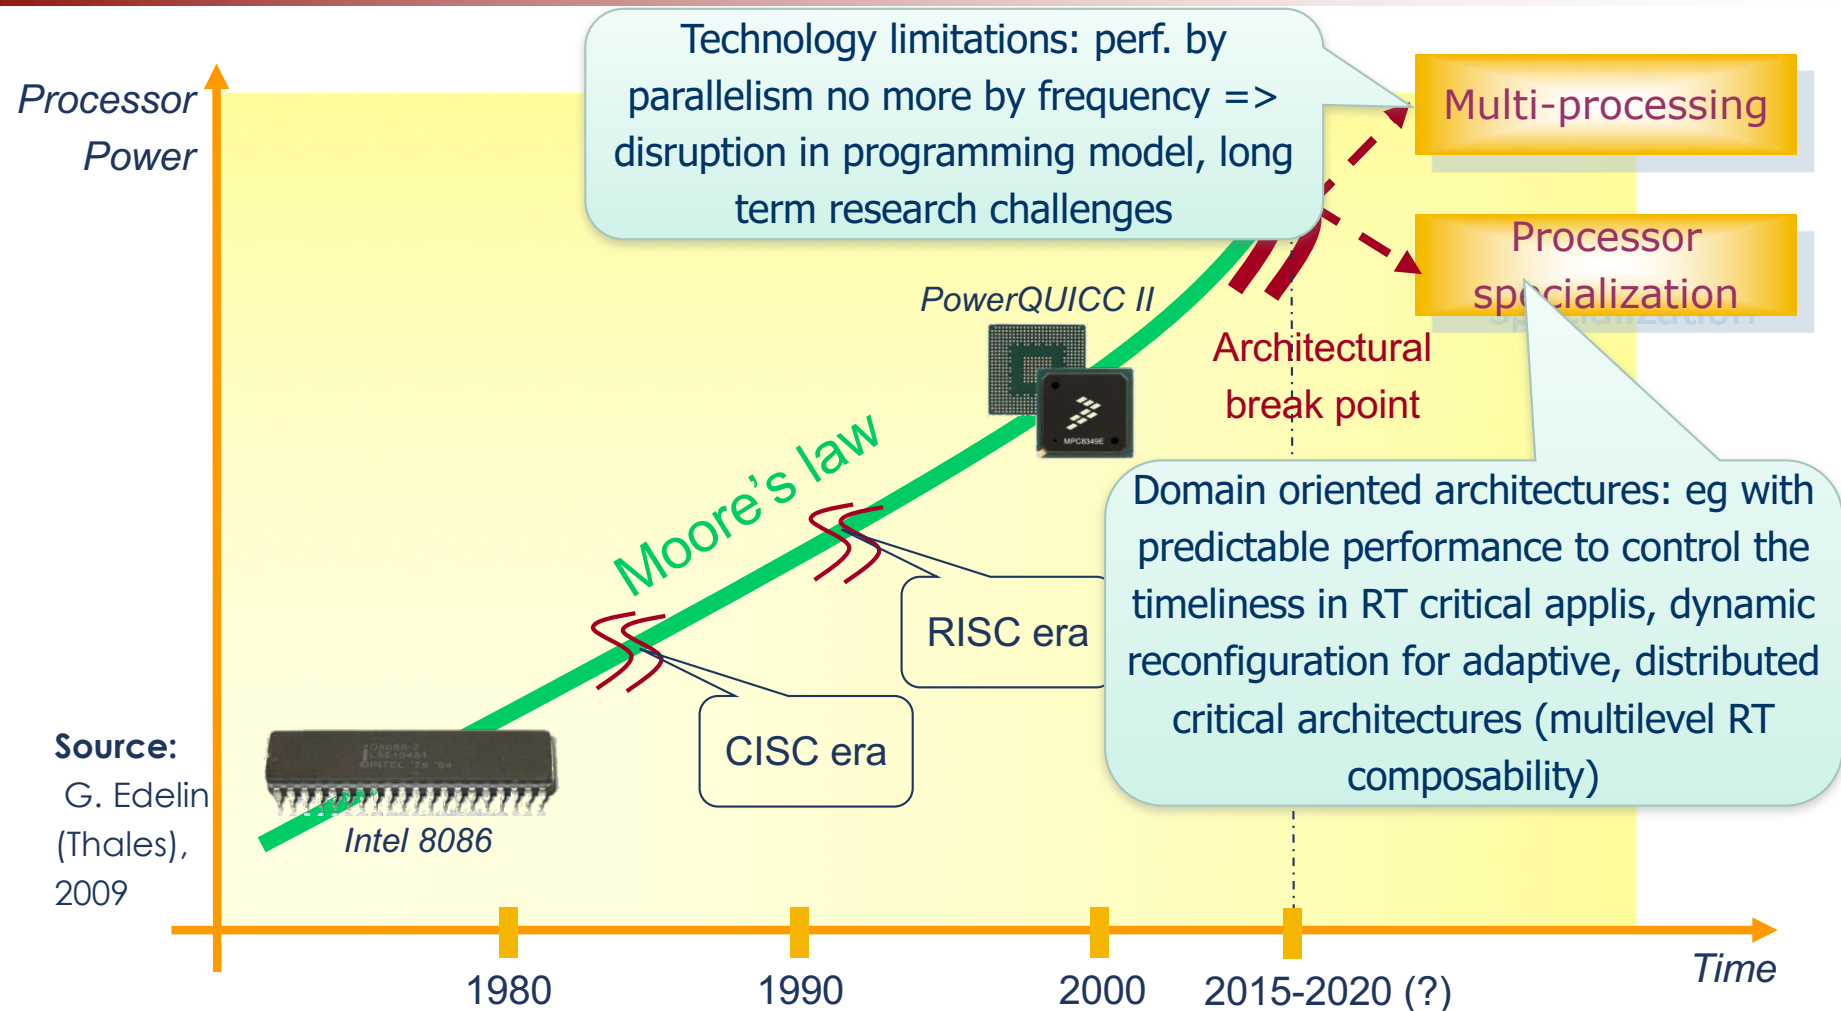 Technology limitations: perf. by
parallelism no more by frequency =>
disruption in programming model, long
term research challenges
Processor
Power
Multi-processing
Processor
specialization
PowerQUICC II
Architectural
break point
MPC8349E
Moore's law
Domain oriented architectures: eg with
predictable performance to control the
timeliness in RT critical applis, dynamic
reconfiguration for adaptive, distributed
critical architectures (multilevel RT
composability)
RISC era
CISC era
Source:
G. Edelin
(Thales),
2009
Intel 8086
Time
1980
1990
2000
2015-2020 (?)